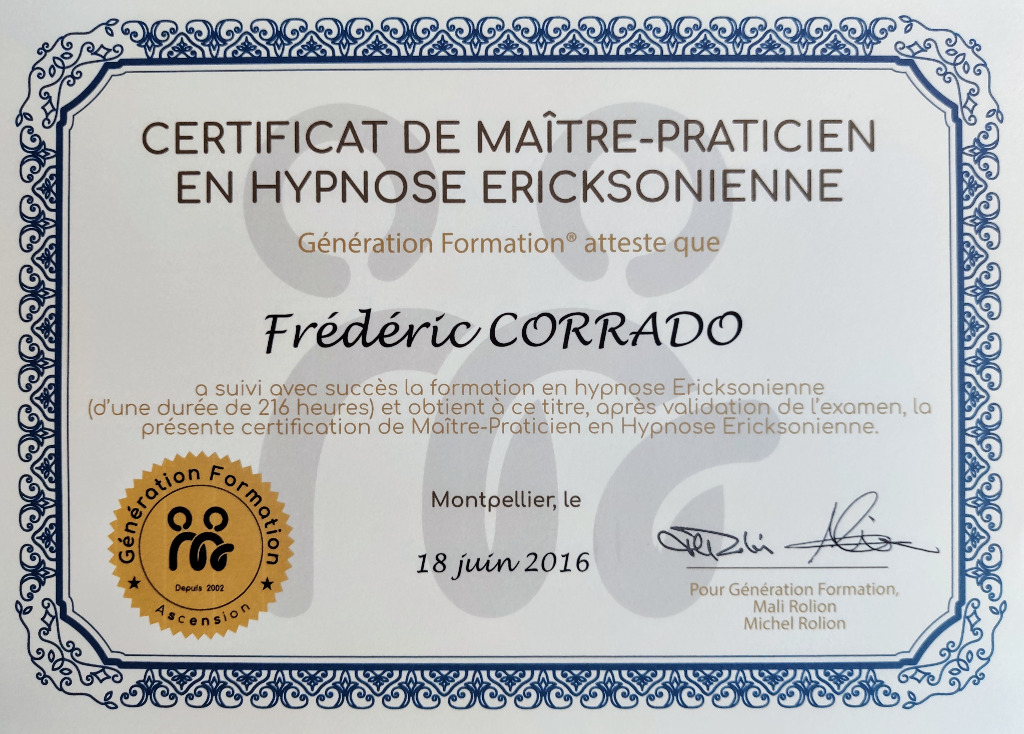 CERTIFICAT DE MAÎTRE-PRATICIEN
EN HYPNOSE ERICKSONIENNE
Génération Formation® atteste que
Frédéric CORRADO
a suivi avec succès la formation en hypnose Ericksonienne
(d'une durée de 216 heures) et obtient à ce titre, après validation de l'examen, la
présente certification de Maître-Praticien en Hypnose Ericksonienne.
Génération Formation
Depuis 2002
Ascension
Montpellier, le
18 juin 2016
Pour Génération Formation,
Mali Rolion
Michel Rolion